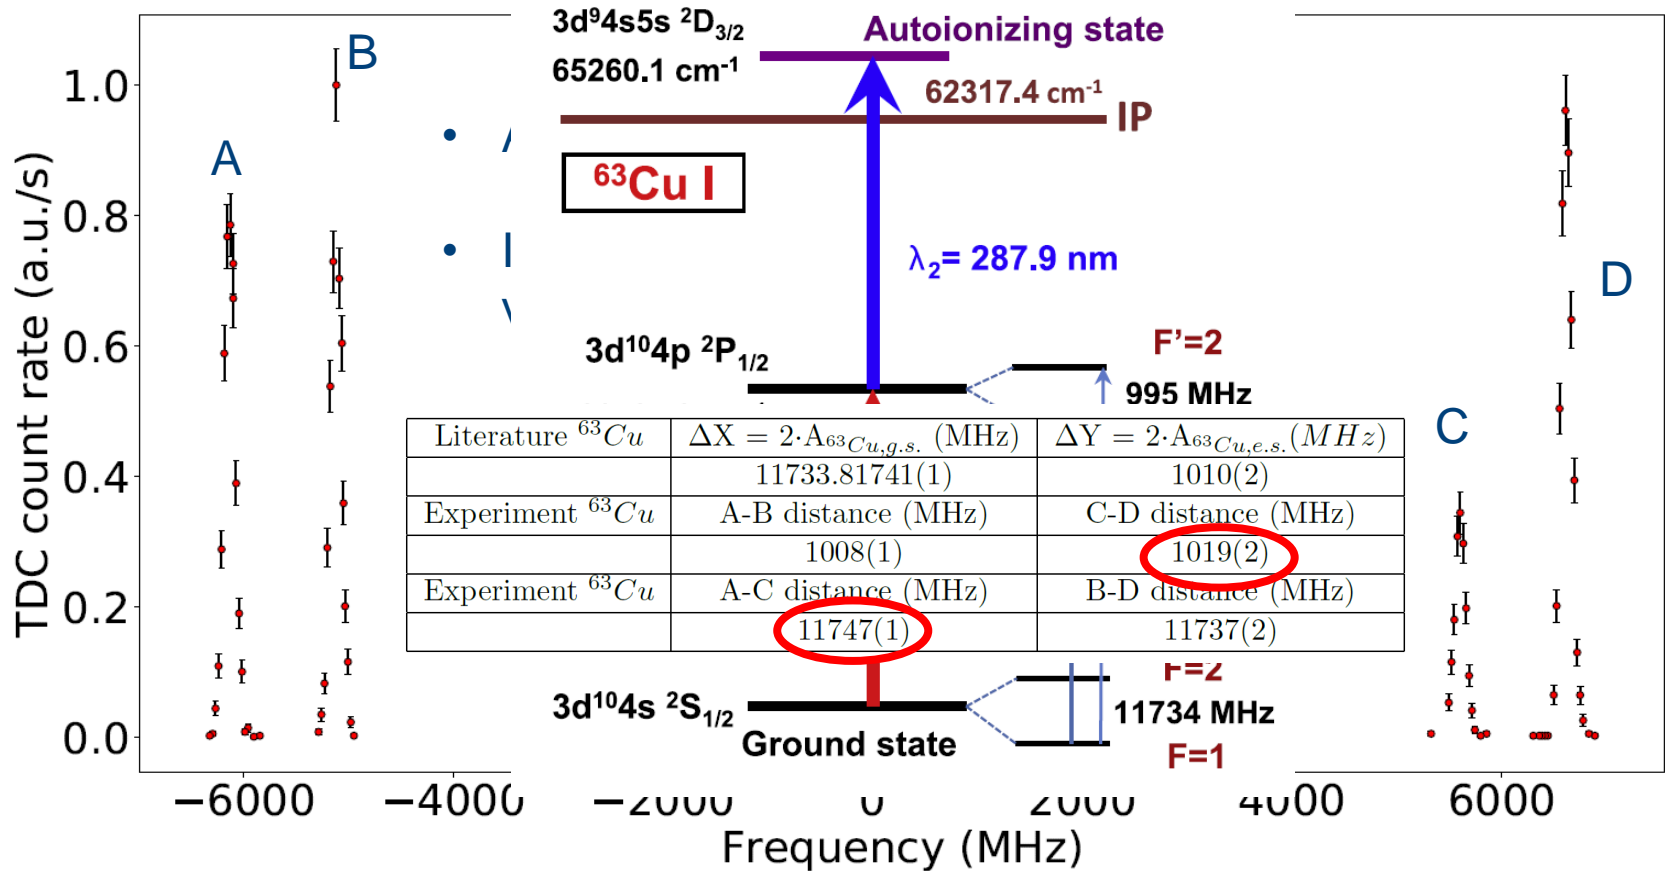 3d⁹4s5s ²D₃/₂
65260.1 cm⁻¹
Autoionizing state
62317.4 cm⁻¹
IP
⁶³Cu I
λ₂= 287.9 nm
3d¹⁰4p ²P₁/₂
F’=2
995 MHz
A
B
C
D
TDC count rate (a.u./s)
1.0
0.8
0.6
0.4
0.2
0.0
Literature ⁶³Cu ΔX = 2·A₆₃Cu,g.s. (MHz) ΔY = 2·A₆₃Cu,e.s.(MHz)
11733.81741(1) 1010(2)
Experiment ⁶³Cu A-B distance (MHz) C-D distance (MHz)
1008(1) 1019(2)
Experiment ⁶³Cu A-C distance (MHz) B-D distance (MHz)
11747(1) 11737(2)
F=2
3d¹⁰4s ²S₁/₂
11734 MHz
Ground state
F=1
−6000 −4000 −2000 0 2000 4000 6000
Frequency (MHz)